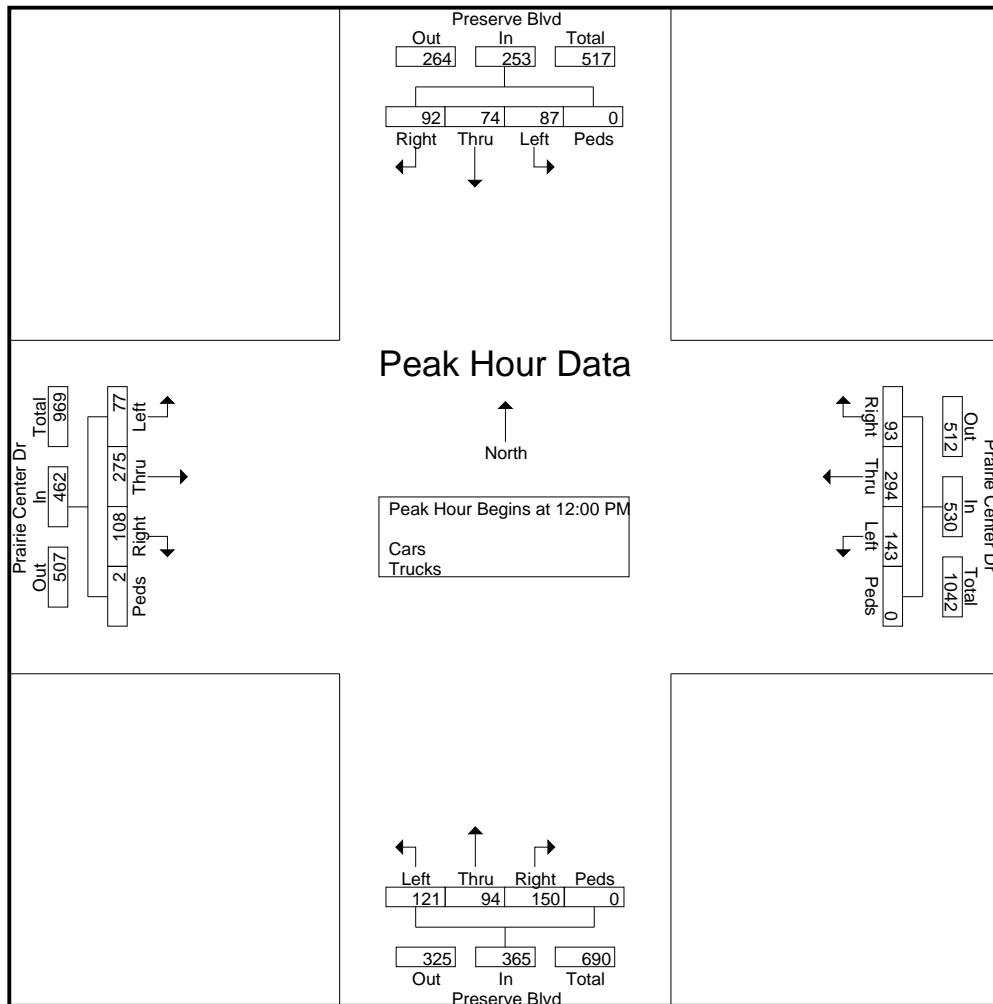 Preserve Blvd
Out In Total
264 253 517
92 74 87 0
Right Thru Left Peds
Peak Hour Data
North
Peak Hour Begins at 12:00 PM
Cars
Trucks
Prairie Center Dr
Out In Total
507 462 969
Peds Right Thru Left
2 108 275 77
Prairie Center Dr
Out In Total
512 530 1042
Right Thru Left Peds
93 294 143 0
Left Thru Right Peds
121 94 150 0
325 365 690
Out In Total
Preserve Blvd